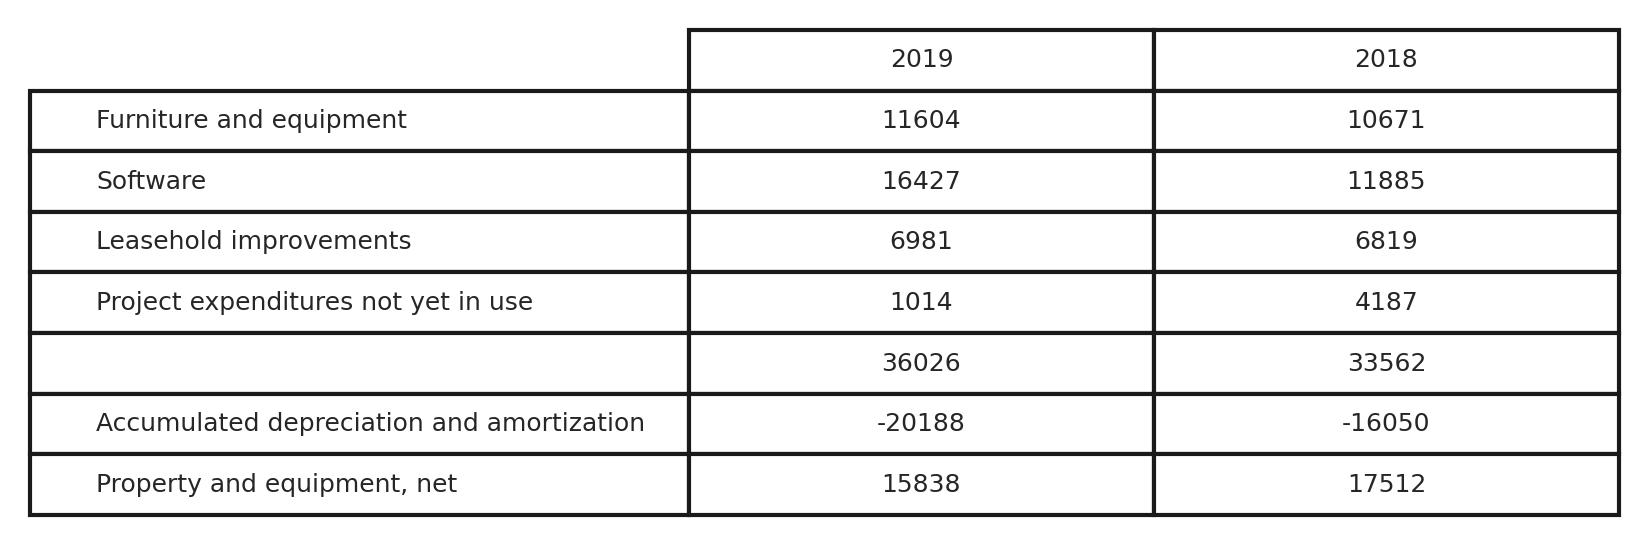 2019 2018
Furniture and equipment 11604 10671
Software 16427 11885
Leasehold improvements 6981 6819
Project expenditures not yet in use 1014 4187
36026 33562
Accumulated depreciation and amortization -20188 -16050
Property and equipment, net 15838 17512